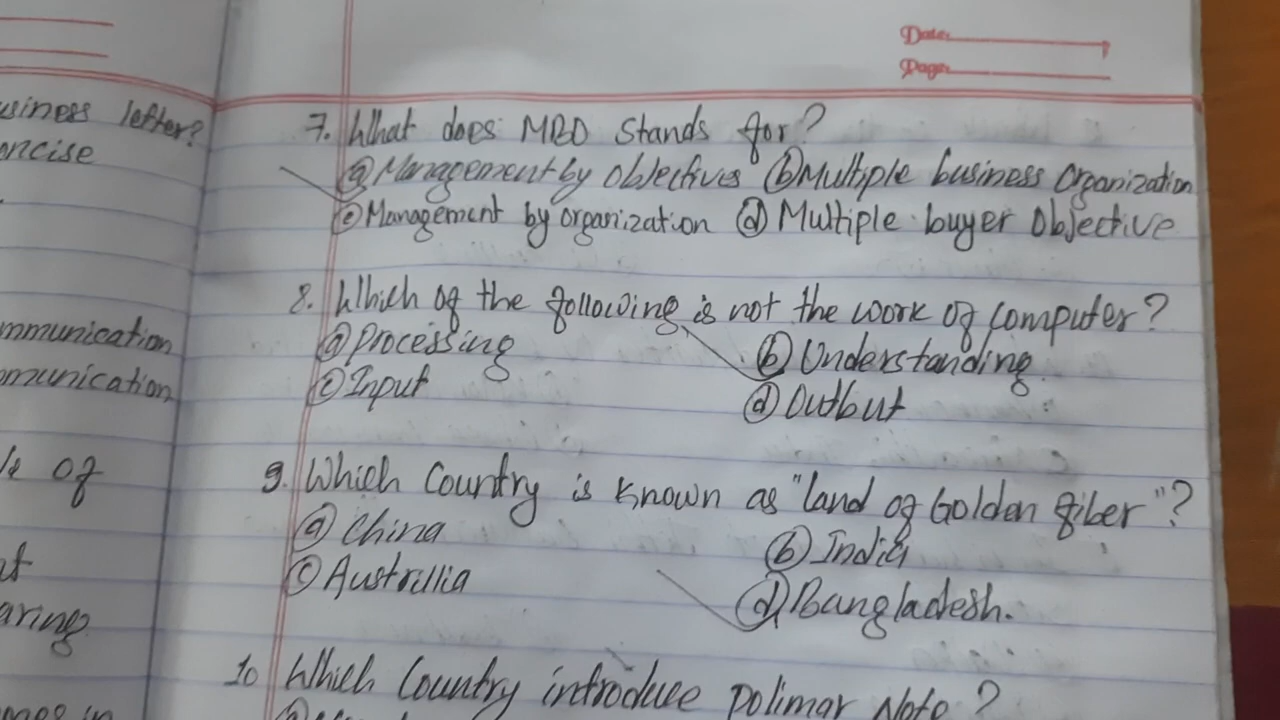 usiness letter?
oncise
mmunication
omunication
of
aring
Date:
Page:
7. What does MBO Stands for?
(a) Management by objectives (b) Multiple business Organization
(c) Management by organization (d) Multiple buyer Objective
8. Which of the following is not the work of Computer?
(a) Processing (b) Understanding
(c) Input (d) Outbut
9. Which Country is Known as "land of Golden fiber"?
(a) China (b) India
(c) Austrillia (d) Bangladesh.
10 Which Country introduce polimar Note?